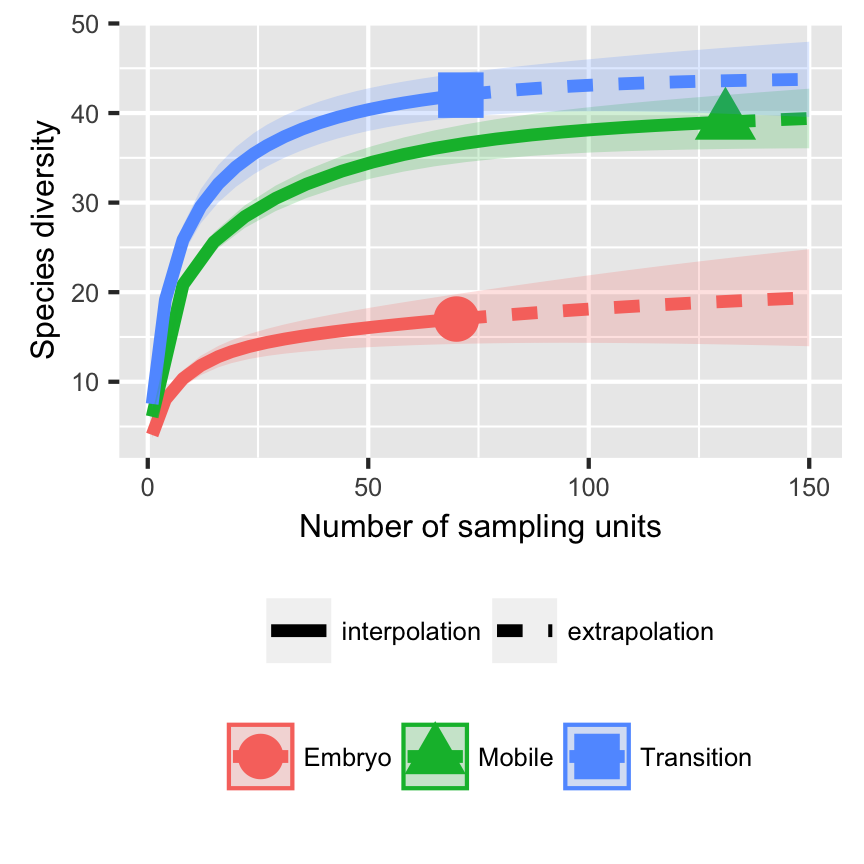 50
40
30
20
10
Species diversity
0 50 100 150
Number of sampling units
interpolation extrapolation
Embryo Mobile Transition